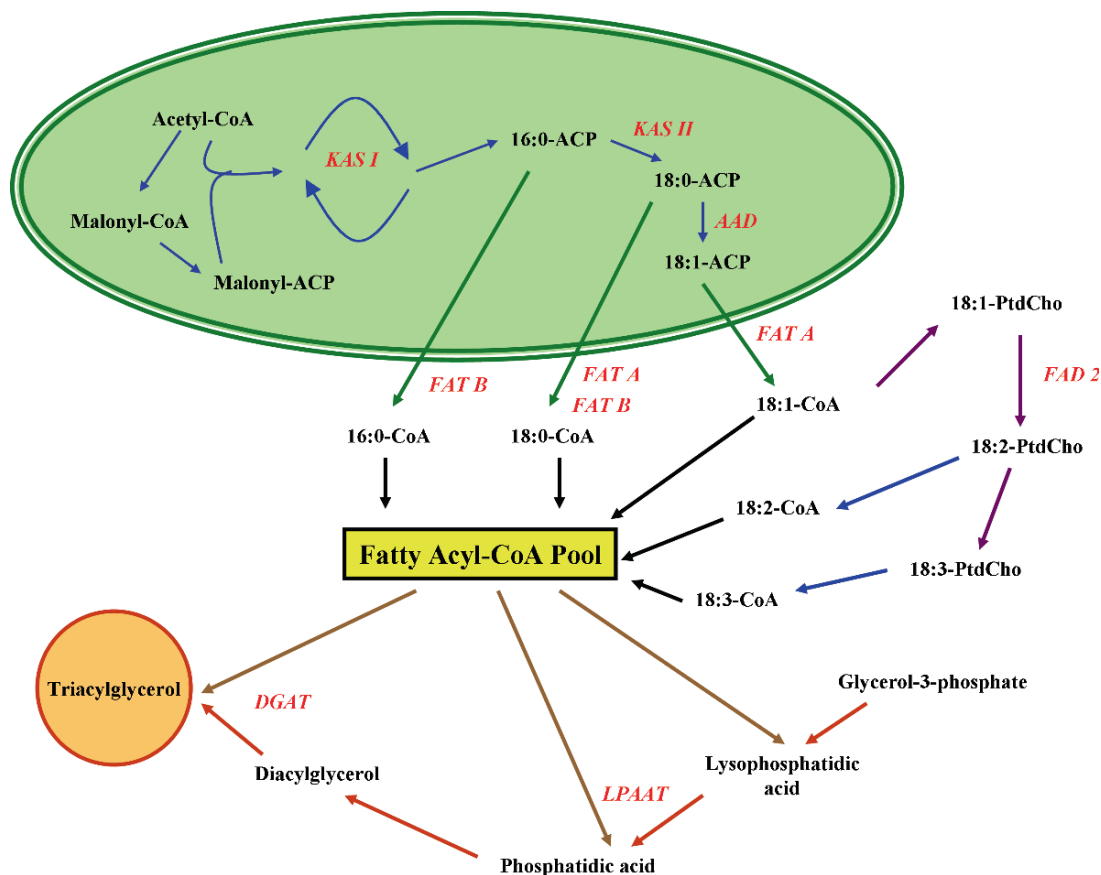 Acetyl-CoA
KAS I
16:0-ACP
KAS II
18:0-ACP
Malonyl-CoA
AAD
18:1-ACP
Malonyl-ACP
18:1-PtdCho
FAT A
FAT B
FAT A
FAD 2
FAT B
18:1-CoA
16:0-CoA
18:0-CoA
18:2-PtdCho
18:2-CoA
Fatty Acyl-CoA Pool
18:3-PtdCho
18:3-CoA
Triacylglycerol
DGAT
Glycerol-3-phosphate
Diacylglycerol
Lysophosphatidic
acid
LPAAT
Phosphatidic acid